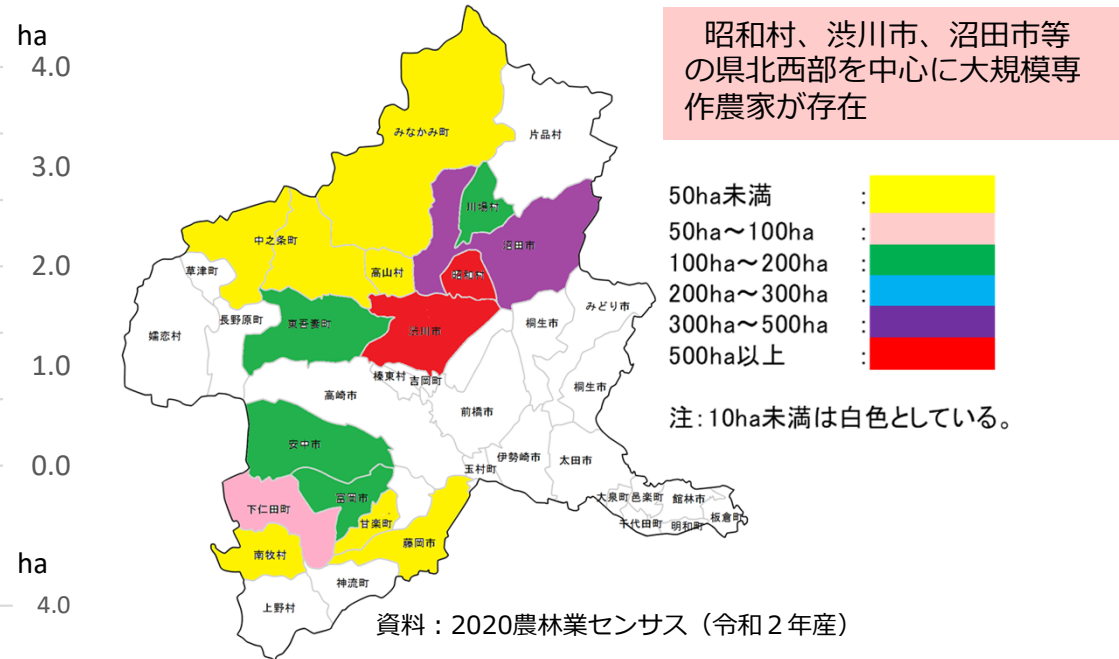 ha
4.0
3.0
2.0
1.0
0.0
ha
4.0
昭和村、渋川市、沼田市等
の県北西部を中心に大規模専
作農家が存在
50ha未満 :
50ha～100ha :
100ha～200ha :
200ha～300ha :
300ha～500ha :
500ha以上 :
注：10ha未満は白色としている。
みなかみ町
片品村
川場村
中之条町
沼田市
草津町
高山村
昭和村
嬬恋村
長野原町
東吾妻町
渋川市
みどり市
桐生市
榛東村
吉岡町
桐生市
高崎市
前橋市
安中市
玉村町
伊勢崎市
太田市
富岡市
大泉町
邑楽町
館林市
下仁田町
甘楽町
千代田町
明和町
板倉町
南牧村
藤岡市
神流町
上野村
資料：2020農林業センサス（令和２年産）